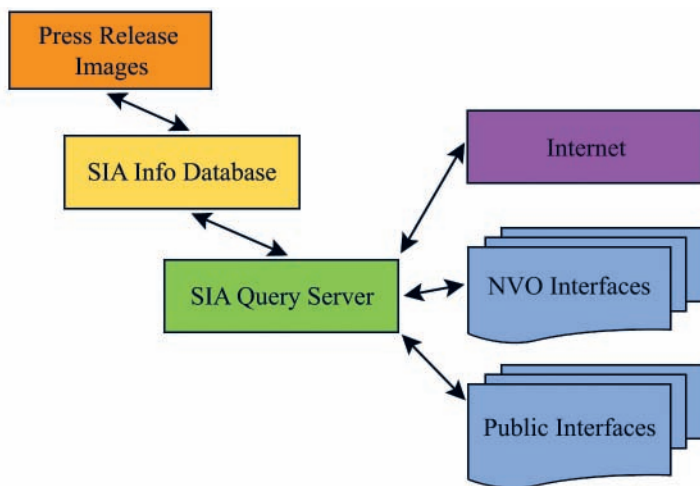 Press Release
Images
SIA Info Database
Internet
SIA Query Server
NVO Interfaces
Public Interfaces